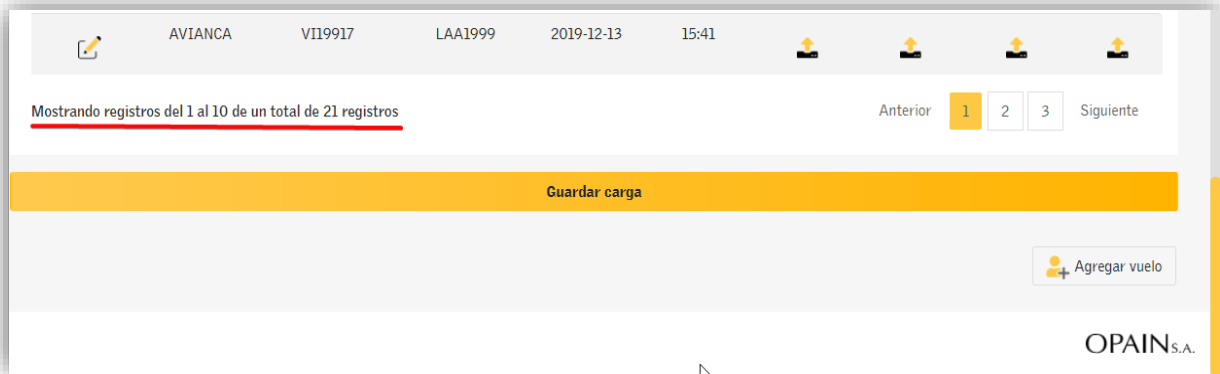 AVIANCA VI19917 LAA1999 2019-12-13 15:41
Mostrando registros del 1 al 10 de un total de 21 registros
Anterior 1 2 3 Siguiente
Guardar carga
Agregar vuelo
OPAIN S.A.